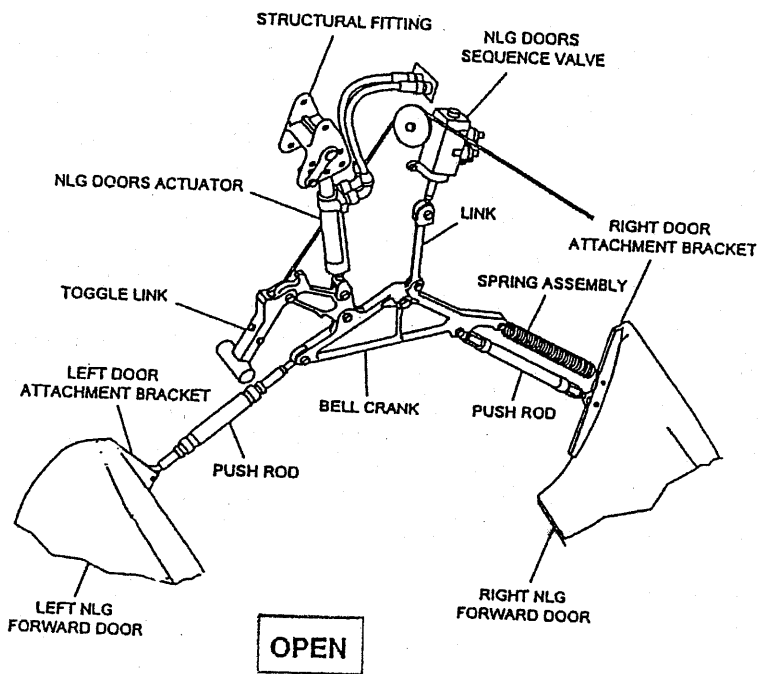 STRUCTURAL FITTING
NLG DOORS
SEQUENCE VALVE
NLG DOORS ACTUATOR
LINK
RIGHT DOOR
ATTACHMENT BRACKET
SPRING ASSEMBLY
TOGGLE LINK
LEFT DOOR
ATTACHMENT BRACKET
BELL CRANK
PUSH ROD
PUSH ROD
LEFT NLG
FORWARD DOOR
RIGHT NLG
FORWARD DOOR
OPEN